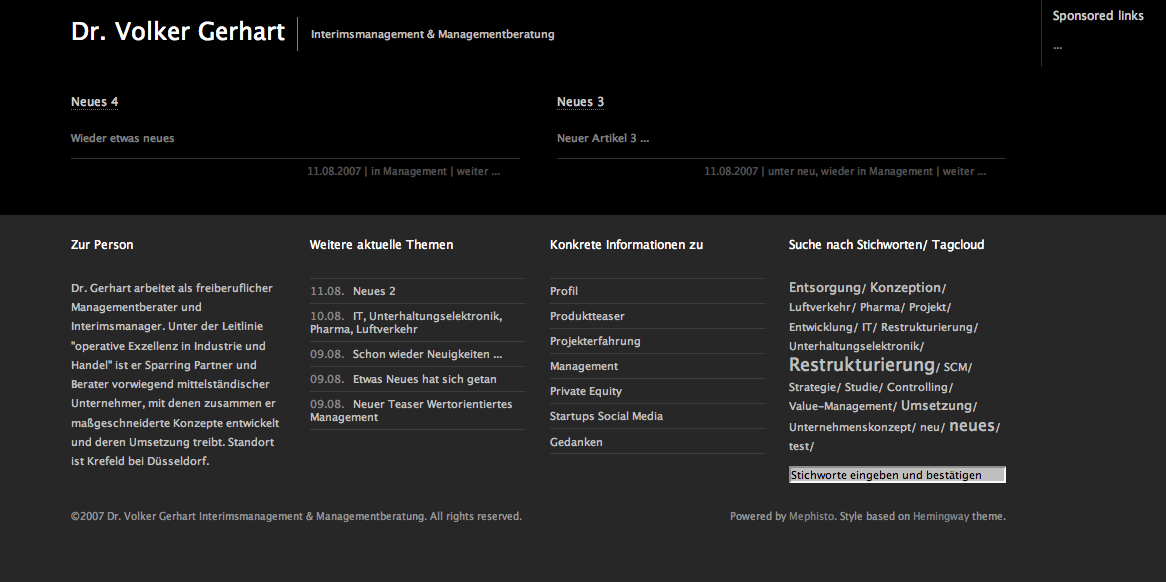 Dr. Volker Gerhart
Interimsmanagement & Managementberatung
Sponsored links
...
Neues 4
Wieder etwas neues
11.08.2007 | in Management | weiter ...
Neues 3
Neuer Artikel 3 ...
11.08.2007 | unter neu, wieder in Management | weiter ...
Zur Person
Dr. Gerhart arbeitet als freiberuflicher
Managementberater und
Interimsmanager. Unter der Leitlinie
"operative Exzellenz in Industrie und
Handel" ist er Sparring Partner und
Berater vorwiegend mittelständischer
Unternehmer, mit denen zusammen er
maßgeschneiderte Konzepte entwickelt
und deren Umsetzung treibt. Standort
ist Krefeld bei Düsseldorf.
Weitere aktuelle Themen
11.08. Neues 2
10.08. IT, Unterhaltungselektronik,
Pharma, Luftverkehr
09.08. Schon wieder Neuigkeiten ...
09.08. Etwas Neues hat sich getan
09.08. Neuer Teaser Wertorientiertes
Management
Konkrete Informationen zu
Profil
Produktteaser
Projekterfahrung
Management
Private Equity
Startups Social Media
Gedanken
Suche nach Stichworten/ Tagcloud
Entsorgung/ Konzeption/
Luftverkehr/ Pharma/ Projekt/
Entwicklung/ IT/ Restrukturierung/
Unterhaltungselektronik/
Restrukturierung/ SCM/
Strategie/ Studie/ Controlling/
Value-Management/ Umsetzung/
Unternehmenskonzept/ neu/ neues/
test/
Stichworte eingeben und bestätigen
©2007 Dr. Volker Gerhart Interimsmanagement & Managementberatung. All rights reserved.
Powered by Mephisto. Style based on Hemingway theme.